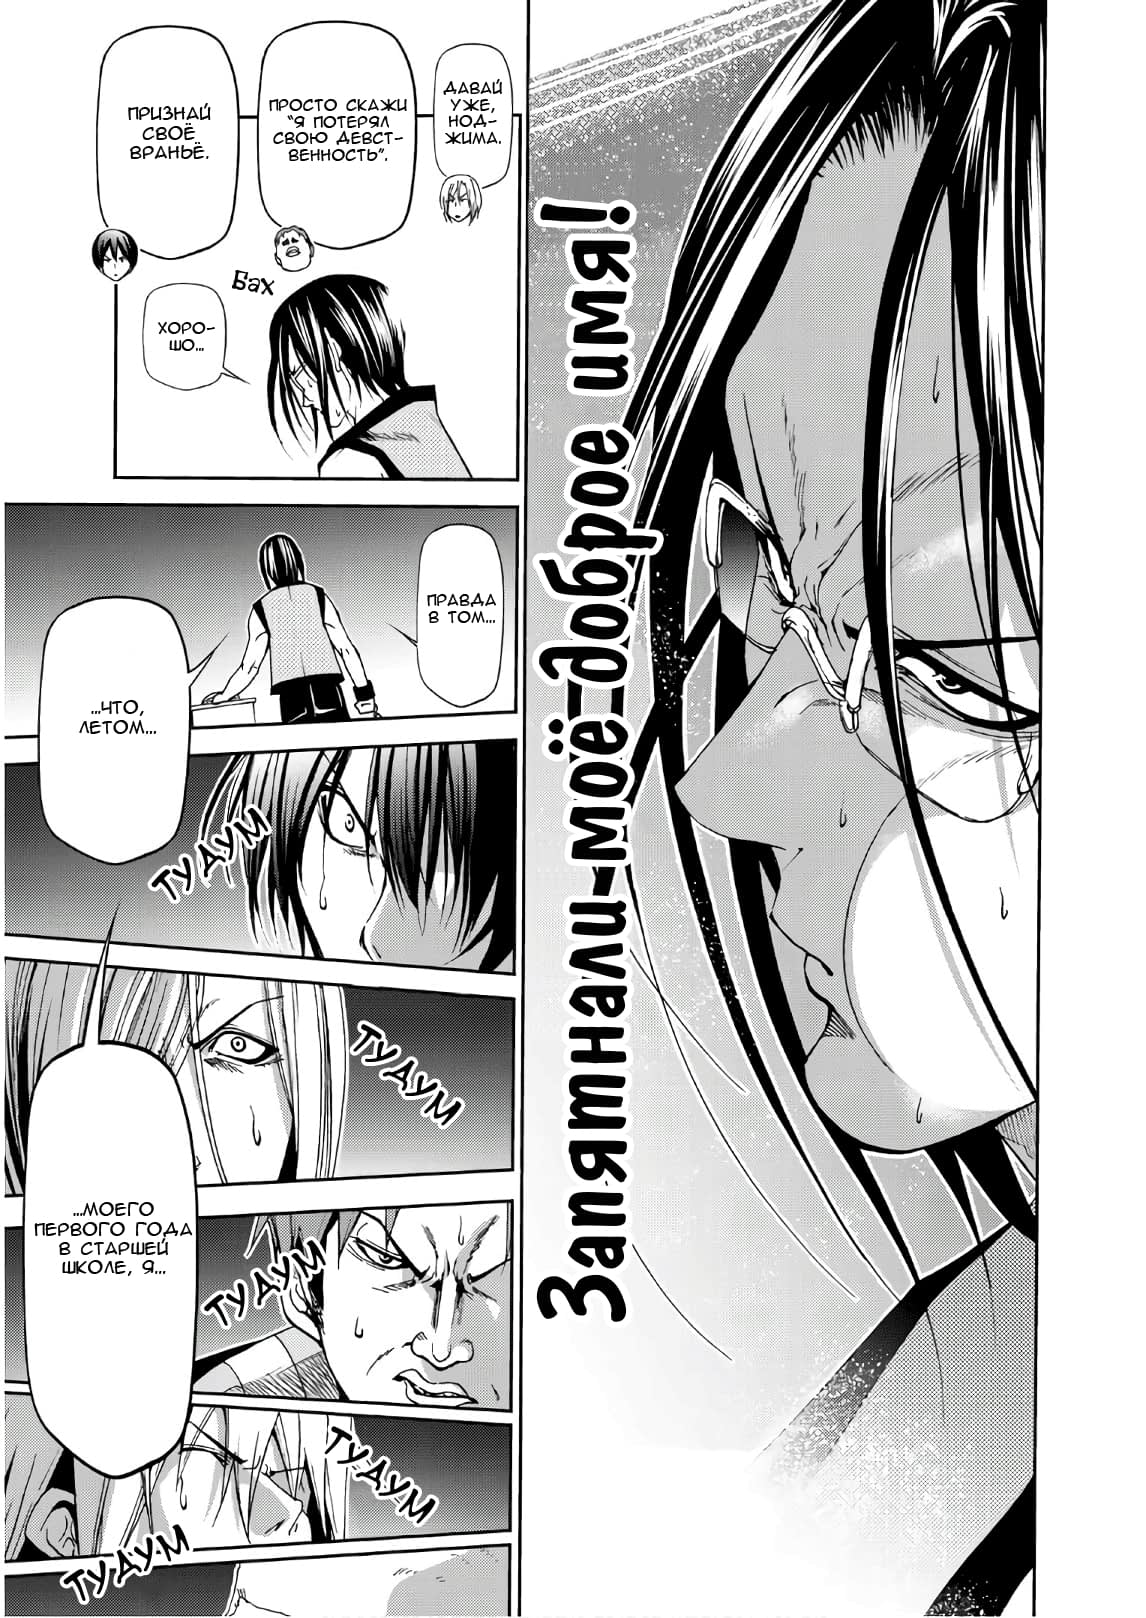 Запятнали моё доброе имя!
ДАВАЙ
УЖЕ,
НОД-
ЖИМА.
ПРОСТО СКАЖИ
"Я ПОТЕРЯЛ
СВОЮ ДЕВСТ-
ВЕННОСТЬ".
ПРИЗНАЙ
СВОЁ
ВРАНЬЁ.
Бах
ХОРО-
ШО...
ПРАВДА
В ТОМ...
...ЧТО,
ЛЕТОМ...
ТУДУМ
ТУДУМ
...МОЕГО
ПЕРВОГО ГОДА
В СТАРШЕЙ
ШКОЛЕ, Я...
ТУДУМ
ТУДУМ
ТУДУМ